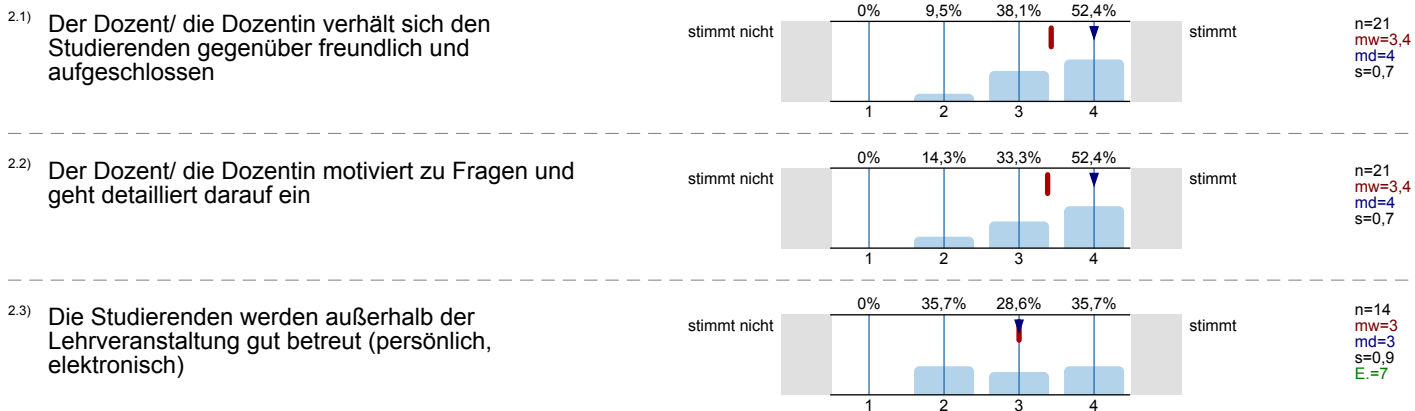 2.1) Der Dozent/ die Dozentin verhält sich den
Studierenden gegenüber freundlich und
aufgeschlossen
0% 9,5% 38,1% 52,4%
stimmt nicht
stimmt
1 2 3 4
n=21
mw=3,4
md=4
s=0,7
2.2) Der Dozent/ die Dozentin motiviert zu Fragen und
geht detailliert darauf ein
0% 14,3% 33,3% 52,4%
stimmt nicht
stimmt
1 2 3 4
n=21
mw=3,4
md=4
s=0,7
2.3) Die Studierenden werden außerhalb der
Lehrveranstaltung gut betreut (persönlich,
elektronisch)
0% 35,7% 28,6% 35,7%
stimmt nicht
stimmt
1 2 3 4
n=14
mw=3
md=3
s=0,9
E.=7